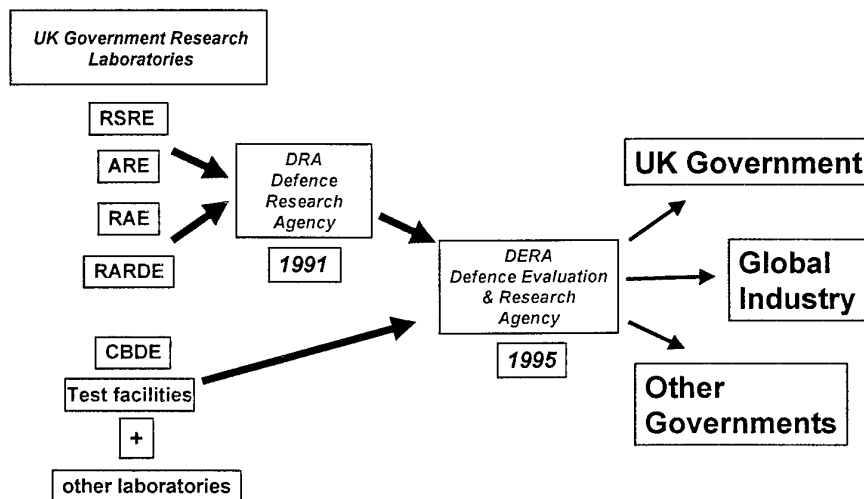 UK Government Research
Laboratories
RSRE
ARE
RAE
RARDE
CBDE
Test facilities
+
other laboratories
DRA
Defence
Research
Agency
1991
DERA
Defence Evaluation
& Research
Agency
1995
UK Government
Global
Industry
Other
Governments